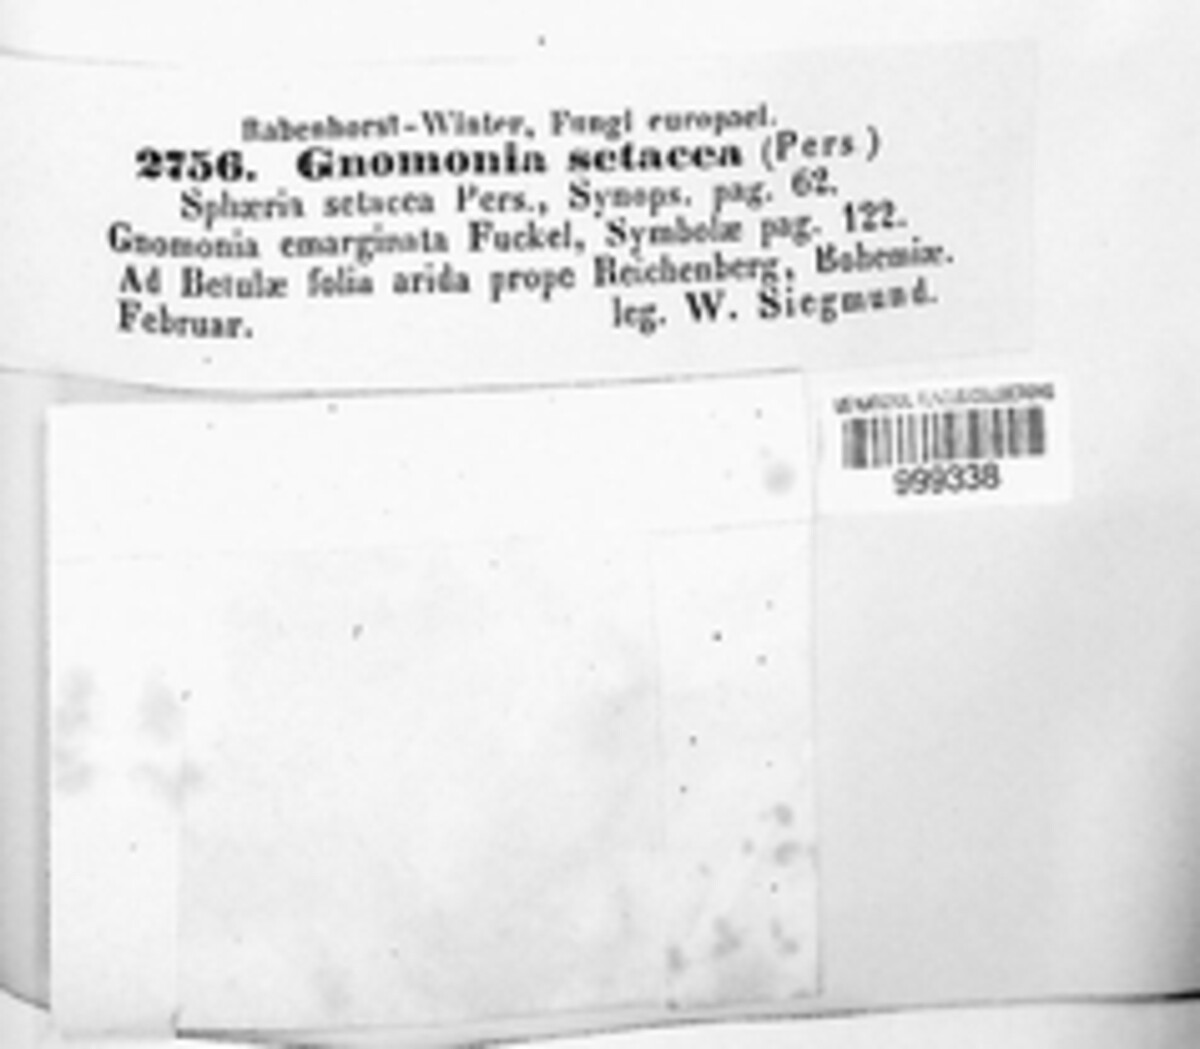 Rabenhorst-Winter, Fungi europaei.
2756. Gnomonia setacea (Pers.)
Sphæria setacea Pers., Synops. pag. 62.
Gnomonia emarginata Fuckel, Symbolæ pag. 122.
Ad Betulæ folia arida prope Reichenberg, Bohemiæ.
Februar. leg. W. Siegmund.
999338